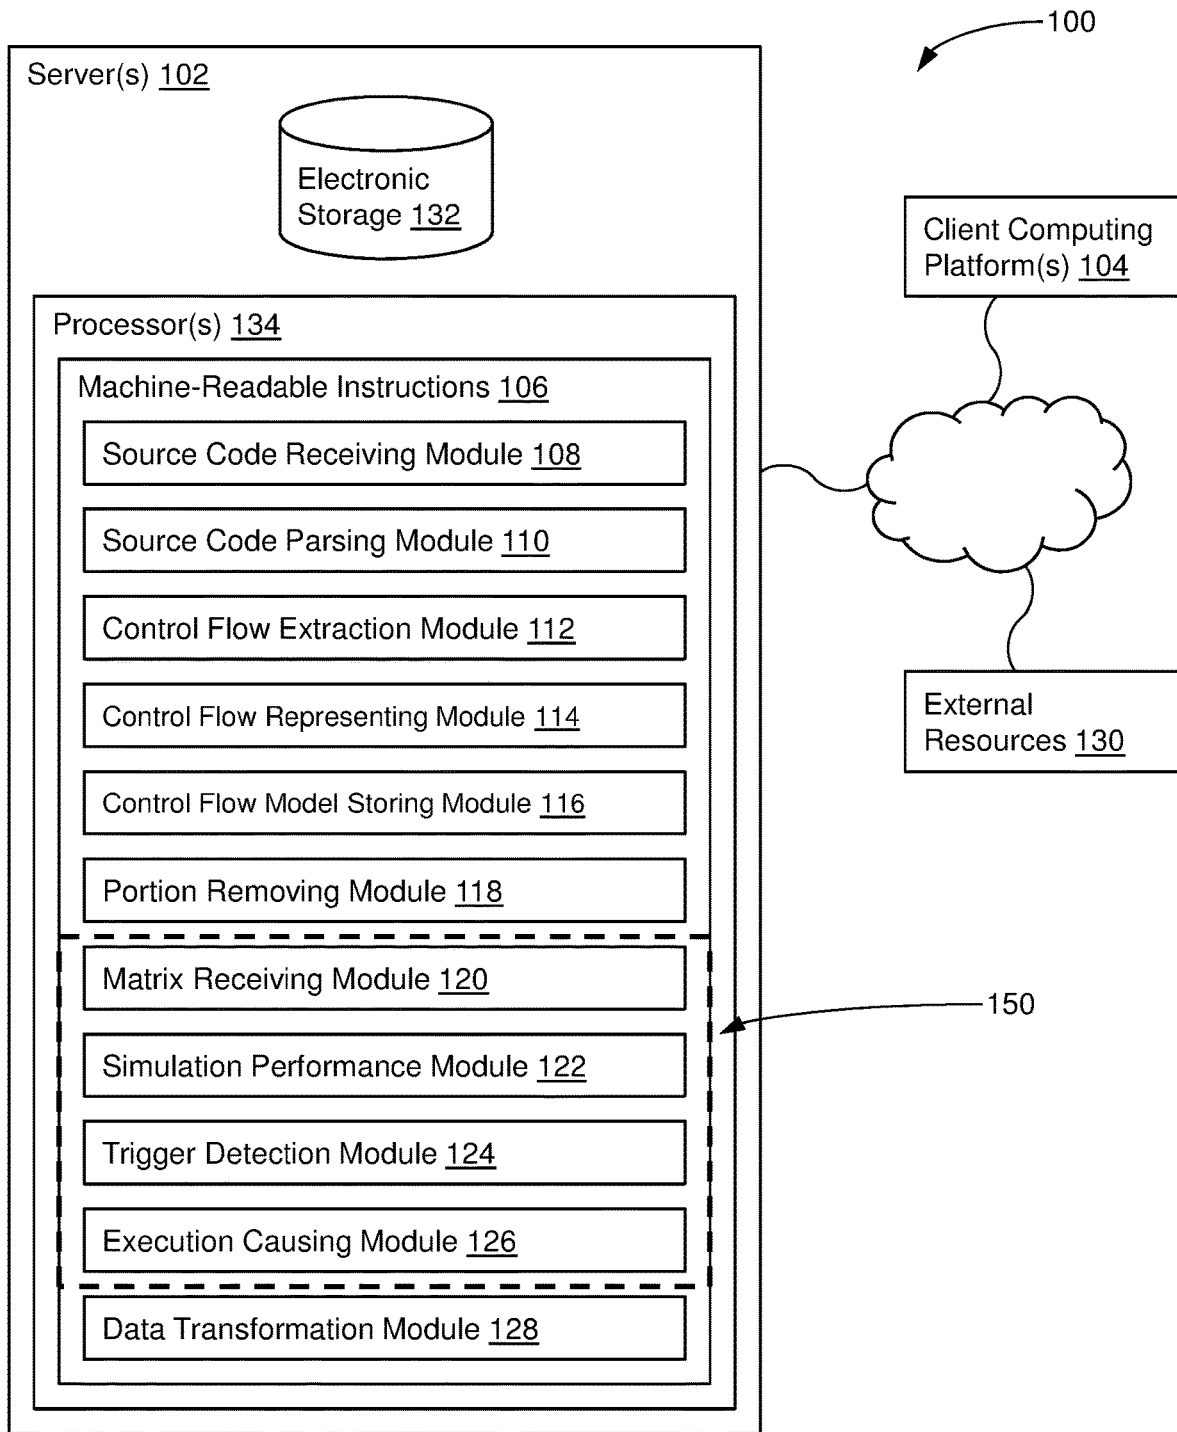 100
Server(s) 102
Electronic
Storage 132
Client Computing
Platform(s) 104
Processor(s) 134
Machine-Readable Instructions 106
Source Code Receiving Module 108
Source Code Parsing Module 110
Control Flow Extraction Module 112
Control Flow Representing Module 114
Control Flow Model Storing Module 116
Portion Removing Module 118
External
Resources 130
Matrix Receiving Module 120
150
Simulation Performance Module 122
Trigger Detection Module 124
Execution Causing Module 126
Data Transformation Module 128